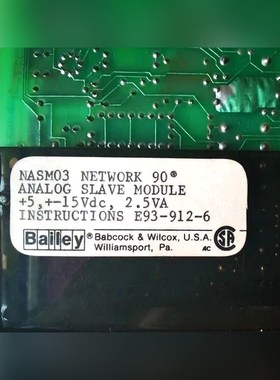 NASM03 NETWORK 90®
ANALOG SLAVE MODULE
+5,+-15Vdc, 2.5VA
INSTRUCTIONS E93-912-6
Bailey ® Babcock & Wilcox, U.S.A.
Williamsport, Pa.
AC